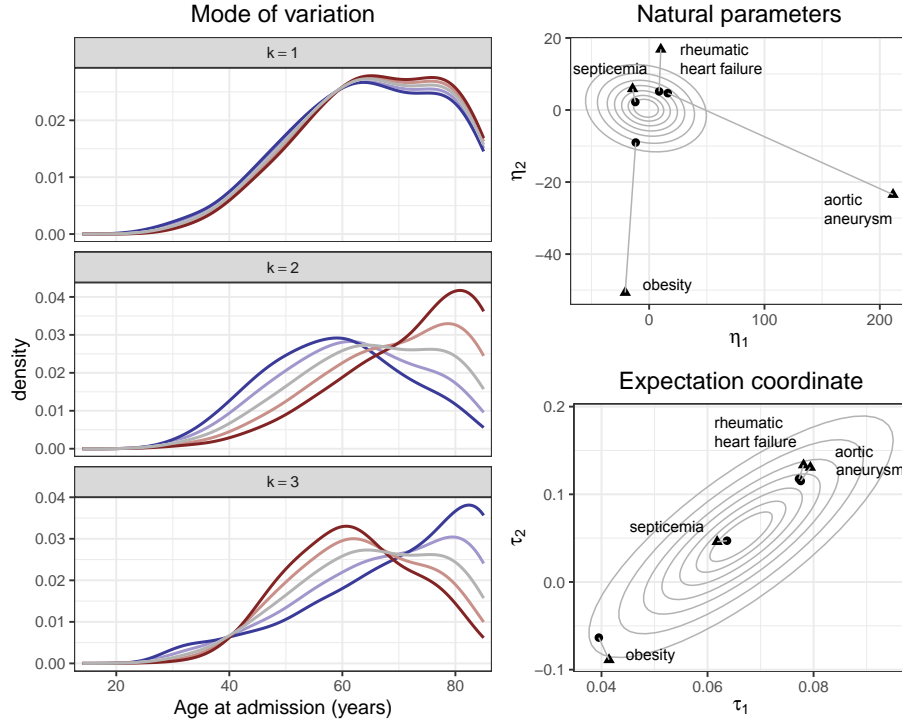 Mode of variation
k = 1
0.02
0.01
0.00
k = 2
0.04
0.03
0.02
0.01
0.00
density
k = 3
0.04
0.03
0.02
0.01
0.00
20 40 60 80
Age at admission (years)
Natural parameters
20
0
−20
−40
η2
rheumatic
heart failure
septicemia
aortic
aneurysm
obesity
0 100 200
η1
Expectation coordinate
0.2
0.1
0.0
−0.1
τ2
rheumatic
heart failure
aortic
aneurysm
septicemia
obesity
0.04 0.06 0.08
τ1